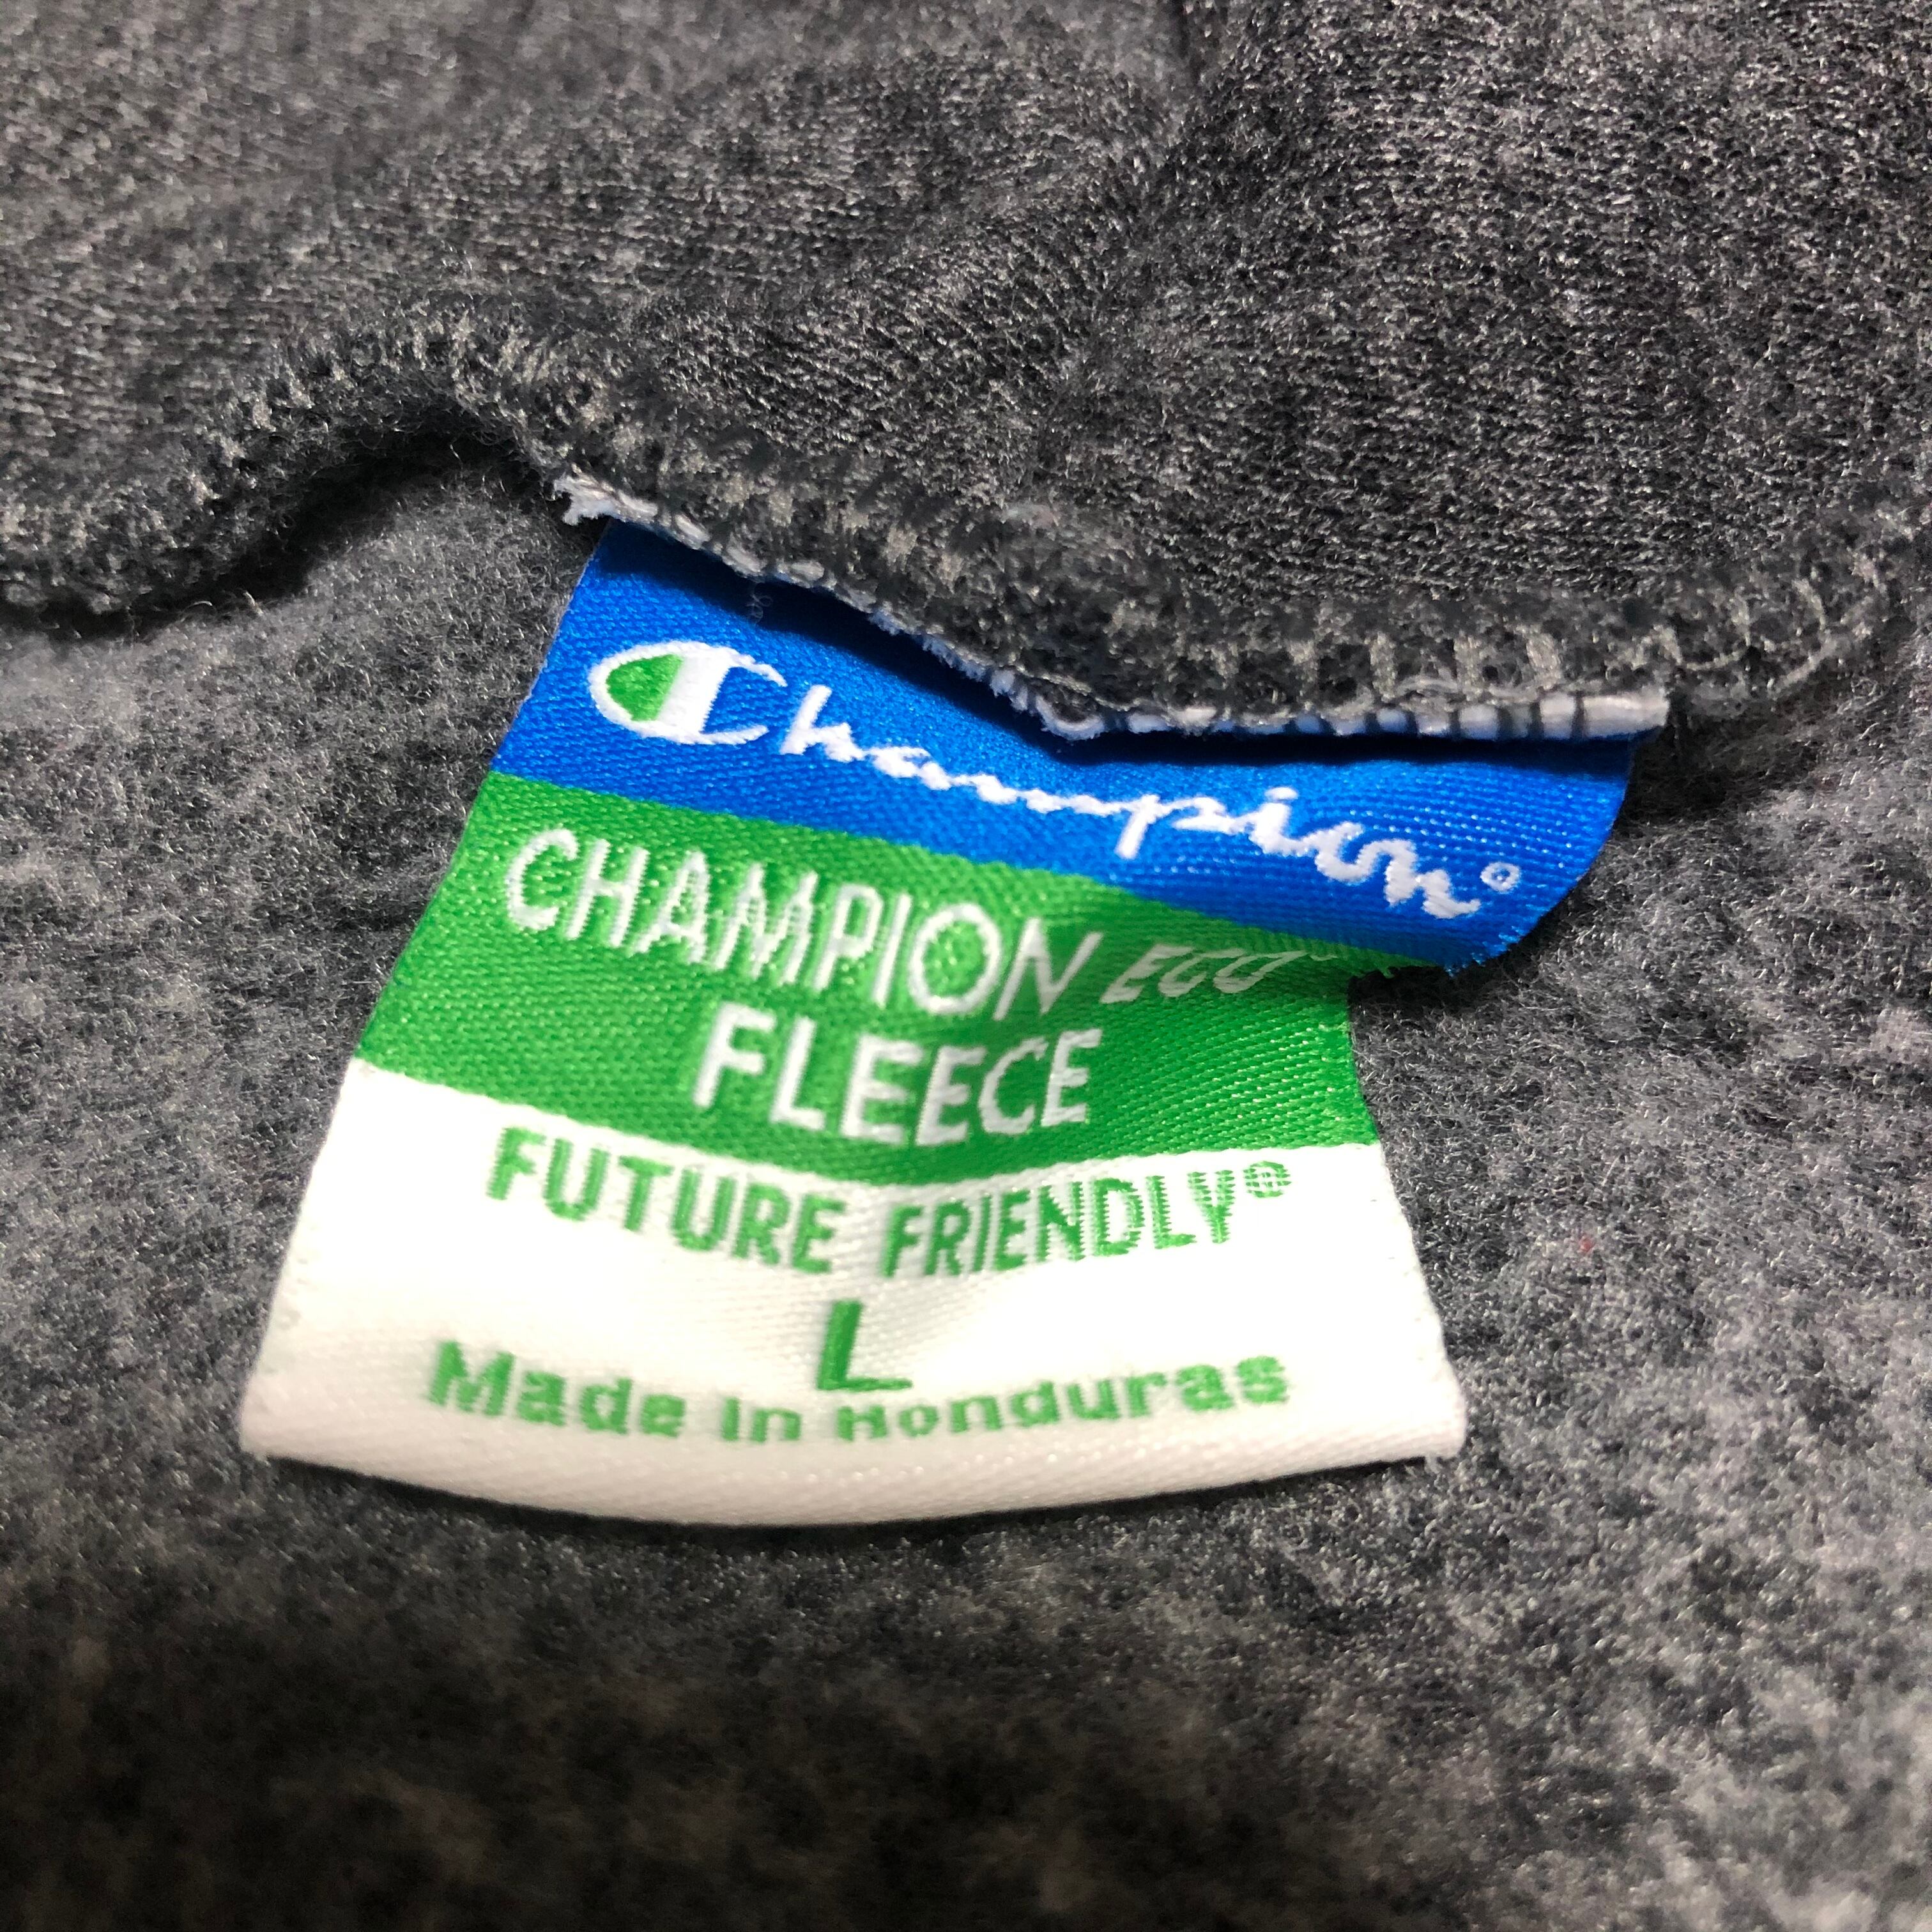 Champion®
CHAMPION ECO
FLEECE
FUTURE FRIENDLY®
L
Made in Honduras